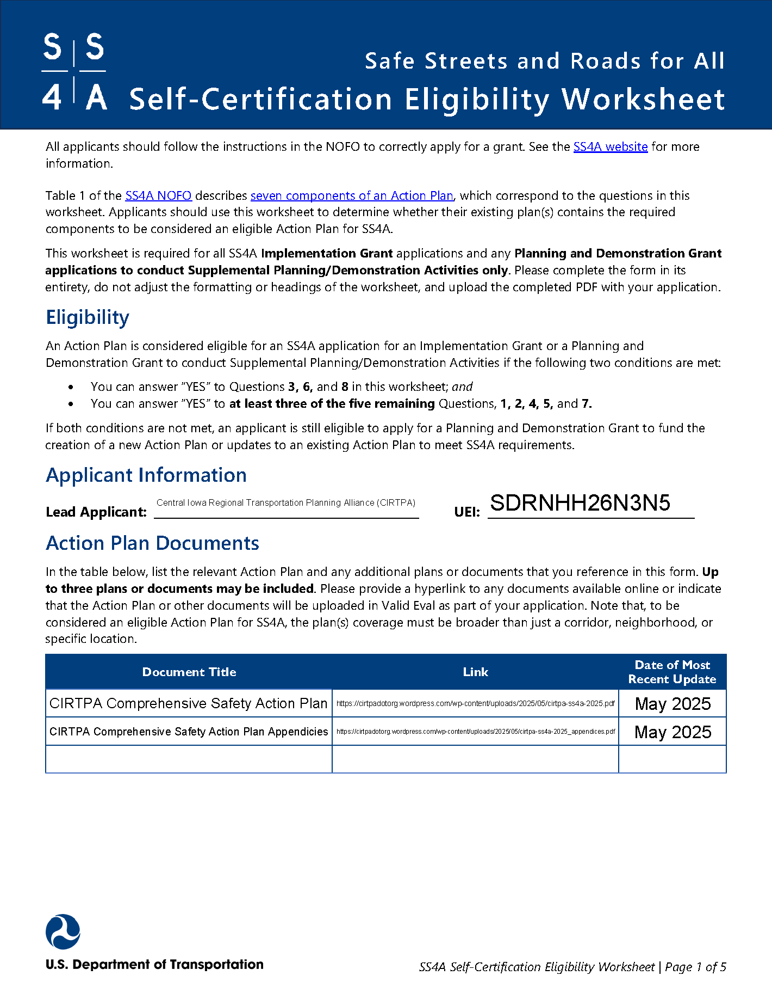 S S
4 A
Safe Streets and Roads for All
Self-Certification Eligibility Worksheet
All applicants should follow the instructions in the NOFO to correctly apply for a grant. See the SS4A website for more
information.
Table 1 of the SS4A NOFO describes seven components of an Action Plan, which correspond to the questions in this
worksheet. Applicants should use this worksheet to determine whether their existing plan(s) contains the required
components to be considered an eligible Action Plan for SS4A.
This worksheet is required for all SS4A Implementation Grant applications and any Planning and Demonstration Grant
applications to conduct Supplemental Planning/Demonstration Activities only. Please complete the form in its
entirety, do not adjust the formatting or headings of the worksheet, and upload the completed PDF with your application.
Eligibility
An Action Plan is considered eligible for an SS4A application for an Implementation Grant or a Planning and
Demonstration Grant to conduct Supplemental Planning/Demonstration Activities if the following two conditions are met:
• You can answer "YES" to Questions 3, 6, and 8 in this worksheet; and
• You can answer "YES" to at least three of the five remaining Questions, 1, 2, 4, 5, and 7.
If both conditions are not met, an applicant is still eligible to apply for a Planning and Demonstration Grant to fund the
creation of a new Action Plan or updates to an existing Action Plan to meet SS4A requirements.
Applicant Information
Lead Applicant: Central Iowa Regional Transportation Planning Alliance (CIRTPA) UEI: SDRNHH26N3N5
Action Plan Documents
In the table below, list the relevant Action Plan and any additional plans or documents that you reference in this form. Up
to three plans or documents may be included. Please provide a hyperlink to any documents available online or indicate
that the Action Plan or other documents will be uploaded in Valid Eval as part of your application. Note that, to be
considered an eligible Action Plan for SS4A, the plan(s) coverage must be broader than just a corridor, neighborhood, or
specific location.
Document Title Link Date of Most Recent Update
CIRTPA Comprehensive Safety Action Plan https://cirtpadotorg.wordpress.com/wp-content/uploads/2025/05/cirtpa-ss4a-2025.pdf May 2025
CIRTPA Comprehensive Safety Action Plan Appendicies https://cirtpadotorg.wordpress.com/wp-content/uploads/2025/05/cirtpa-ss4a-2025_appendices.pdf May 2025
U.S. Department of Transportation
SS4A Self-Certification Eligibility Worksheet | Page 1 of 5